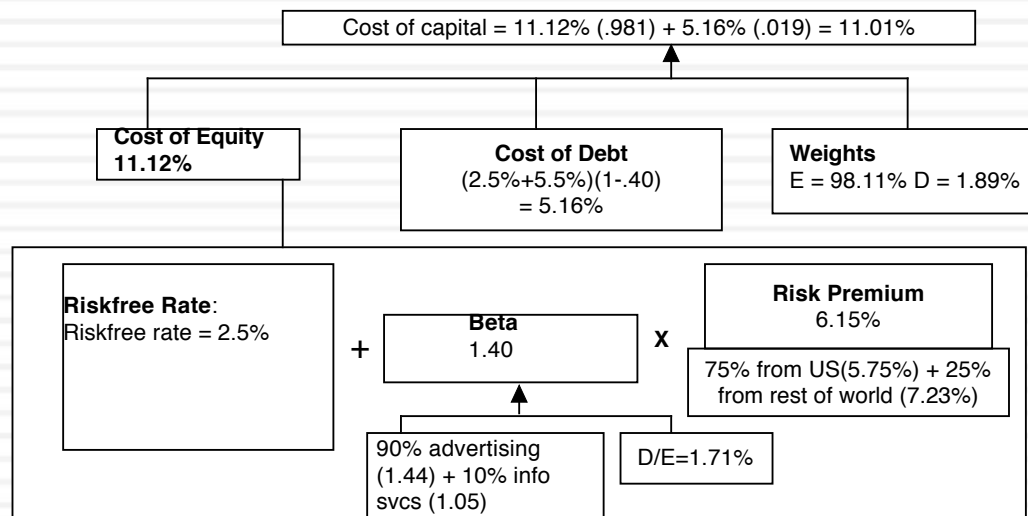 Cost of capital = 11.12% (.981) + 5.16% (.019) = 11.01%
Cost of Equity
11.12%
Cost of Debt
(2.5%+5.5%)(1-.40)
= 5.16%
Weights
E = 98.11% D = 1.89%
Riskfree Rate:
Riskfree rate = 2.5%
+
Beta
1.40
X
Risk Premium
6.15%
75% from US(5.75%) + 25%
from rest of world (7.23%)
90% advertising
(1.44) + 10% info
svcs (1.05)
D/E=1.71%